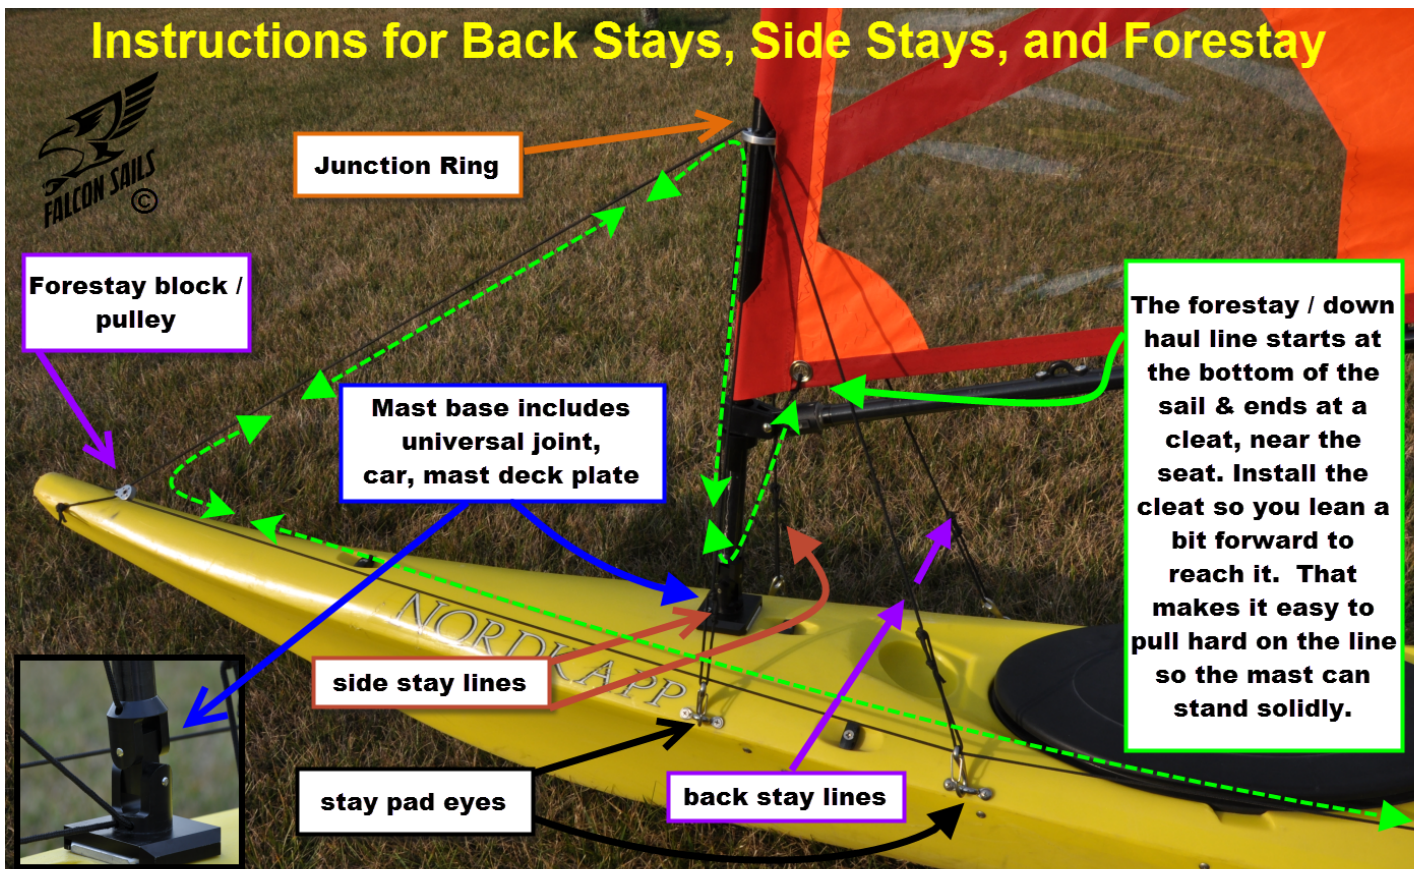 Instructions for Back Stays, Side Stays, and Forestay
FALCON SAILS
©
Junction Ring
Forestay block /
pulley
Mast base includes
universal joint,
car, mast deck plate
The forestay / down
haul line starts at
the bottom of the
sail & ends at a
cleat, near the
seat. Install the
cleat so you lean a
bit forward to
reach it. That
makes it easy to
pull hard on the line
so the mast can
stand solidly.
NORDKAPP
side stay lines
stay pad eyes
back stay lines